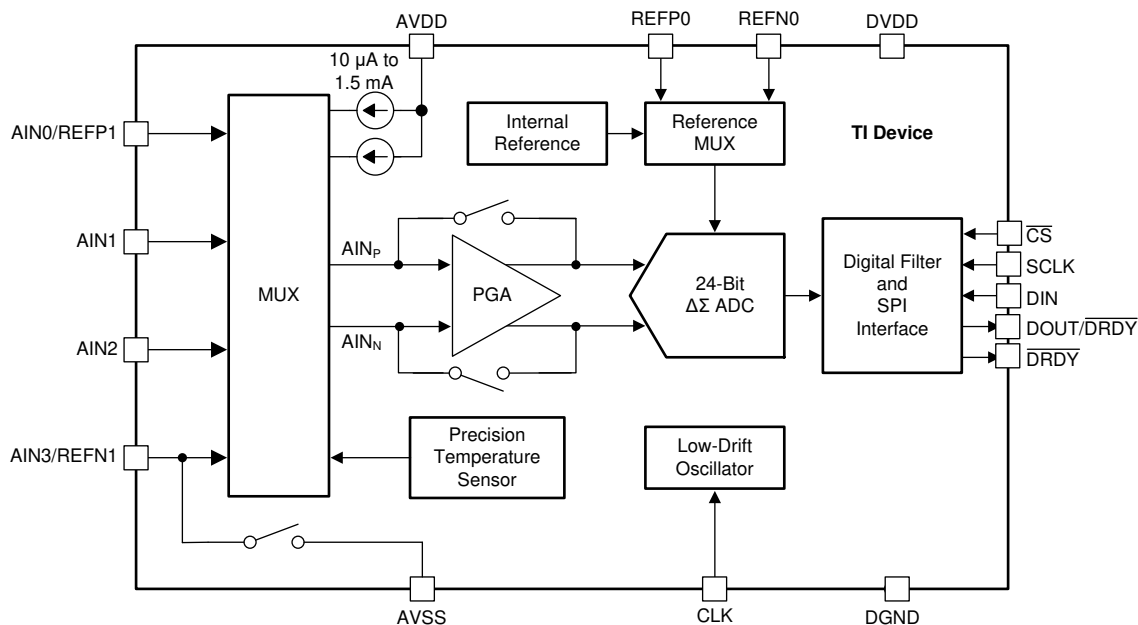 AVDD
REFP0
REFN0
DVDD
10 µA to
1.5 mA
AIN0/REFP1
Internal
Reference
Reference
MUX
TI Device
AIN1
AINP
MUX
PGA
24-Bit
ΔΣ ADC
Digital Filter
and
SPI
Interface
CS
SCLK
DIN
DOUT/DRDY
DRDY
AIN2
AINN
AIN3/REFN1
Precision
Temperature
Sensor
Low-Drift
Oscillator
AVSS
CLK
DGND